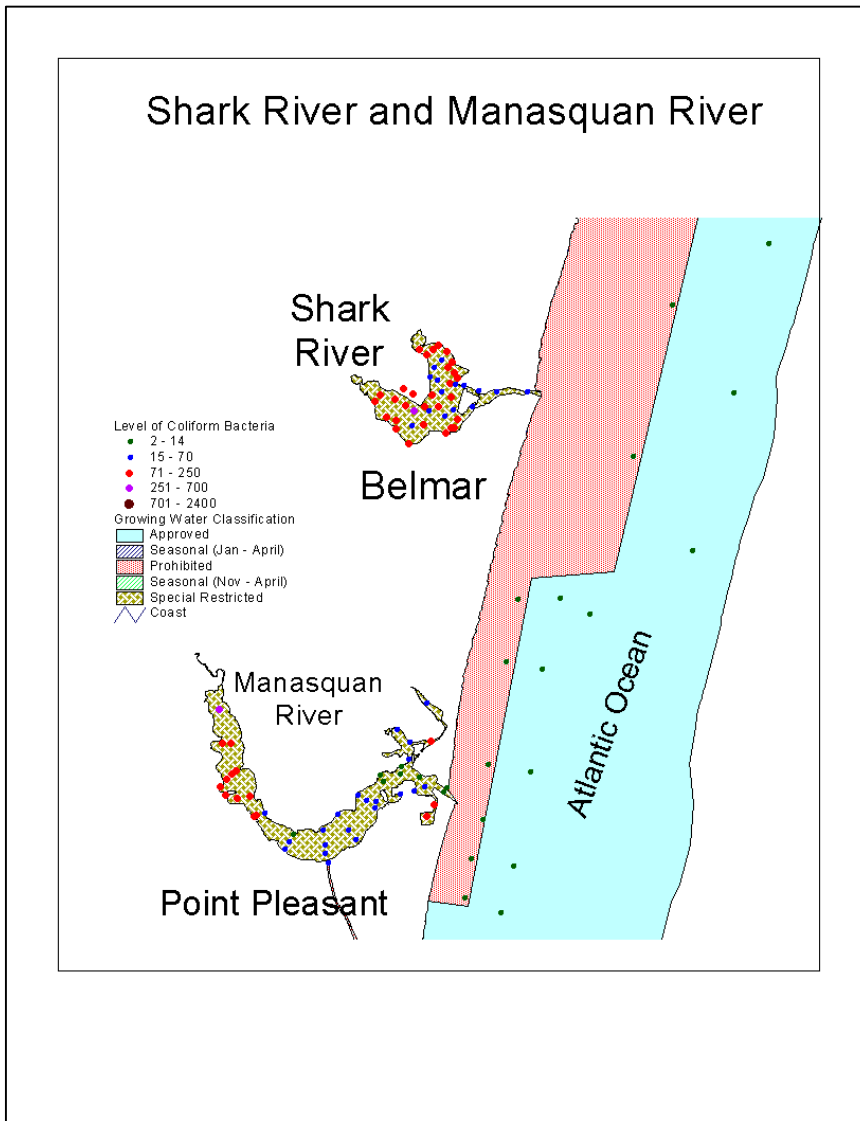 Shark River and Manasquan River
Shark
River
Level of Coliform Bacteria
2 - 14
15 - 70
71 - 250
251 - 700
701 - 2400
Growing Water Classification
Approved
Seasonal (Jan - April)
Prohibited
Seasonal (Nov - April)
Special Restricted
Coast
Belmar
Manasquan
River
Atlantic Ocean
Point Pleasant